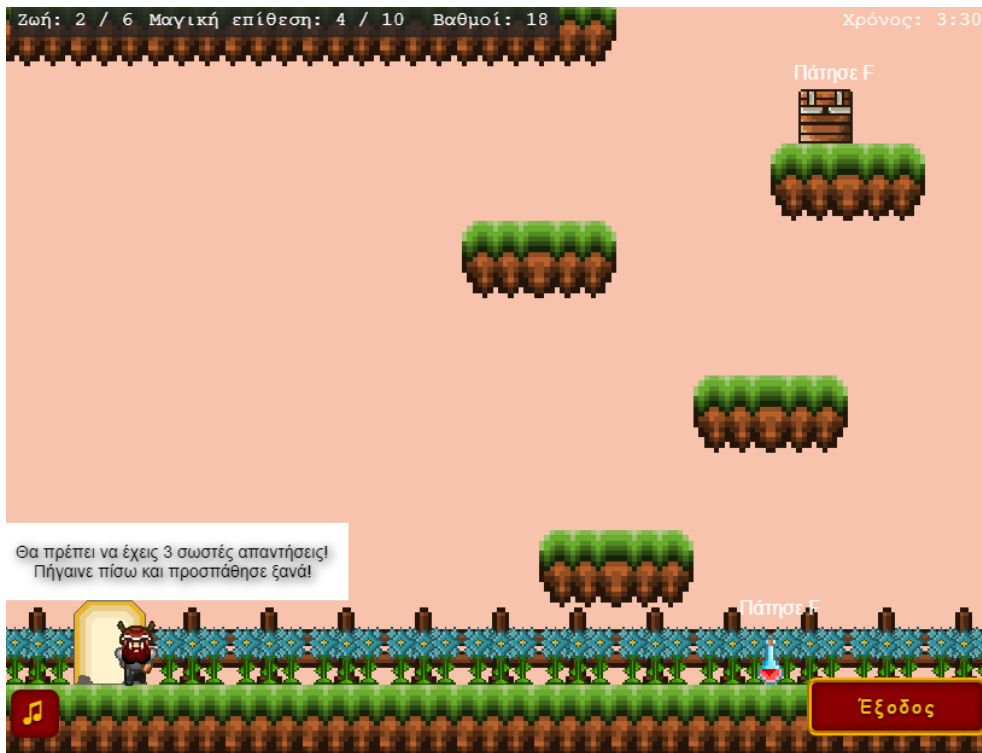 Ζωή: 2 / 6 Μαγική επίθεση: 4 / 10 Βαθμοί: 18
Χρόνος: 3:30
Πάτησε F
Θα πρέπει να έχεις 3 σωστές απαντήσεις!
Πήγαινε πίσω και προσπάθησε ξανά!
Πάτησε F
Έξοδος